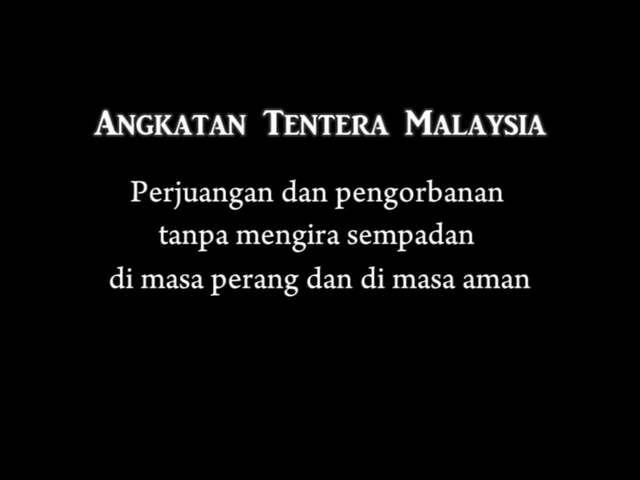 ANGKATAN TENTERA MALAYSIA
Perjuangan dan pengorbanan
tanpa mengira sempadan
di masa perang dan di masa aman